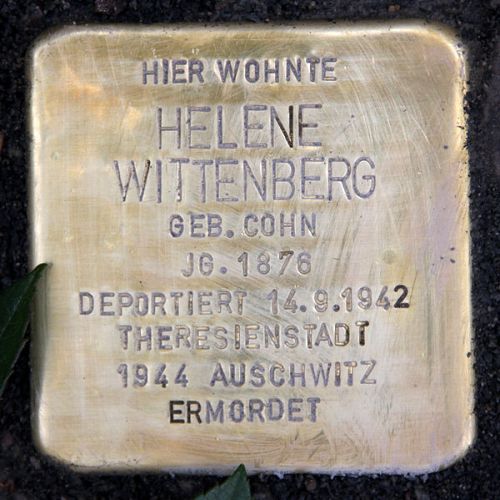 HIER WOHNTE
HELENE
WITTENBERG
GEB. COHN
JG. 1876
DEPORTIERT 14.9.1942
THERESIENSTADT
1944 AUSCHWITZ
ERMORDET